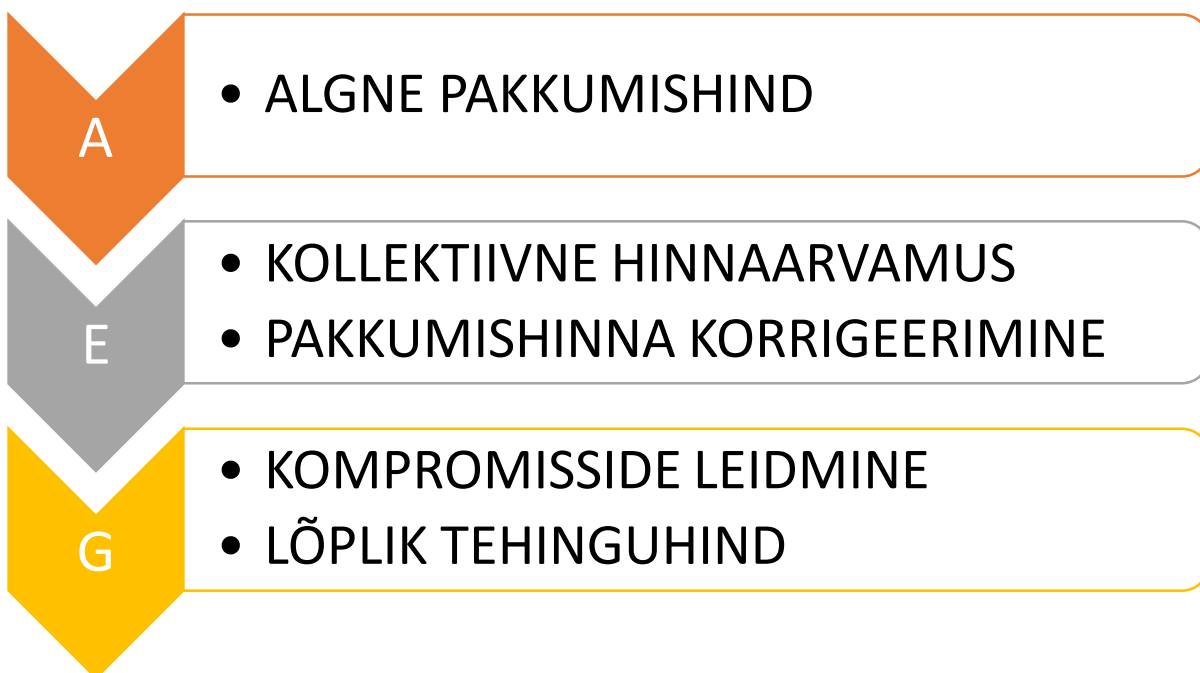 A
• ALGNE PAKKUMISHIND
E
• KOLLEKTIIVNE HINNAARVAMUS
• PAKKUMISHINNA KORRIGEERIMINE
G
• KOMPROMISSIDE LEIDMINE
• LÕPLIK TEHINGUHIND